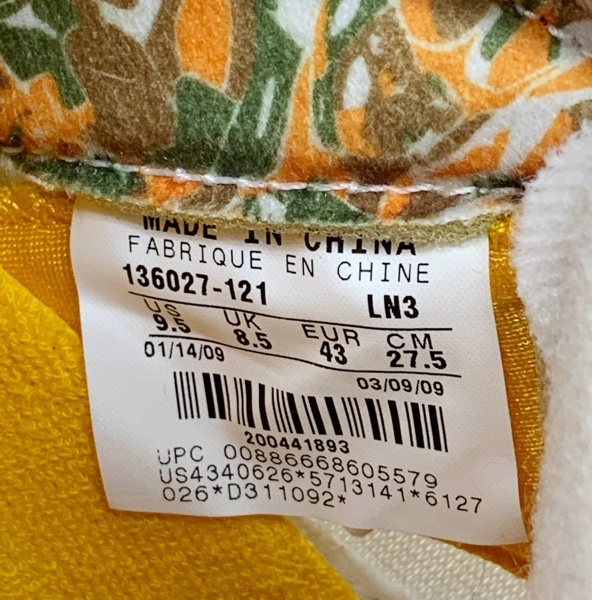 MADE IN CHINA
FABRIQUE EN CHINE
136027-121 LN3
US UK EUR CM
9.5 8.5 43 27.5
01/14/09 03/09/09
200441893
UPC 00886668605579
US4340626*5713141*6127
026*D311092*